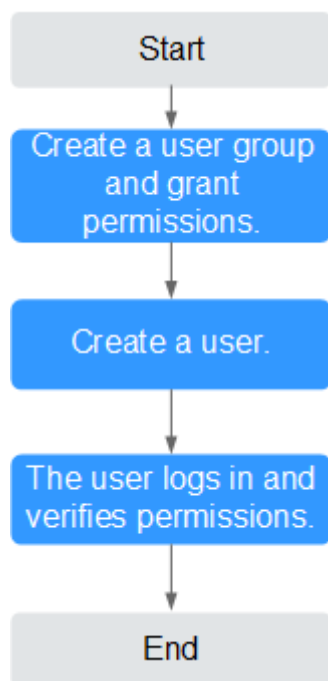 Start
Create a user group
and grant
permissions.
Create a user.
The user logs in and
verifies permissions.
End